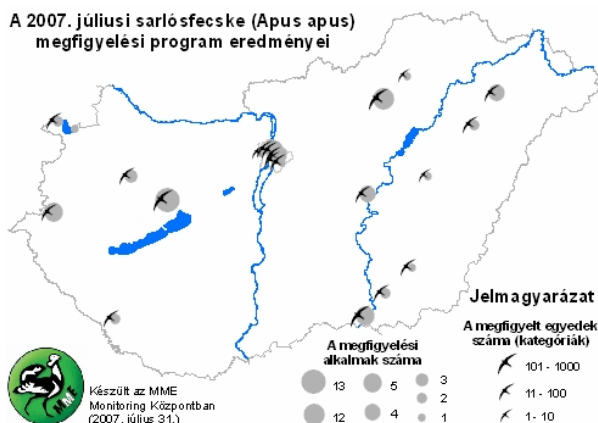 A 2007. júliusi sarlósfecske (Apus apus)
megfigyelési program eredményei
Jelmagyarázat
A megfigyelési
alkalmak száma
13
5
3
2
12
4
1
A megfigyelt egyedek
száma (kategóriák)
101 - 1000
11 - 100
1 - 10
MME
Készült az MME
Monitoring Központban
(2007. július 31.)